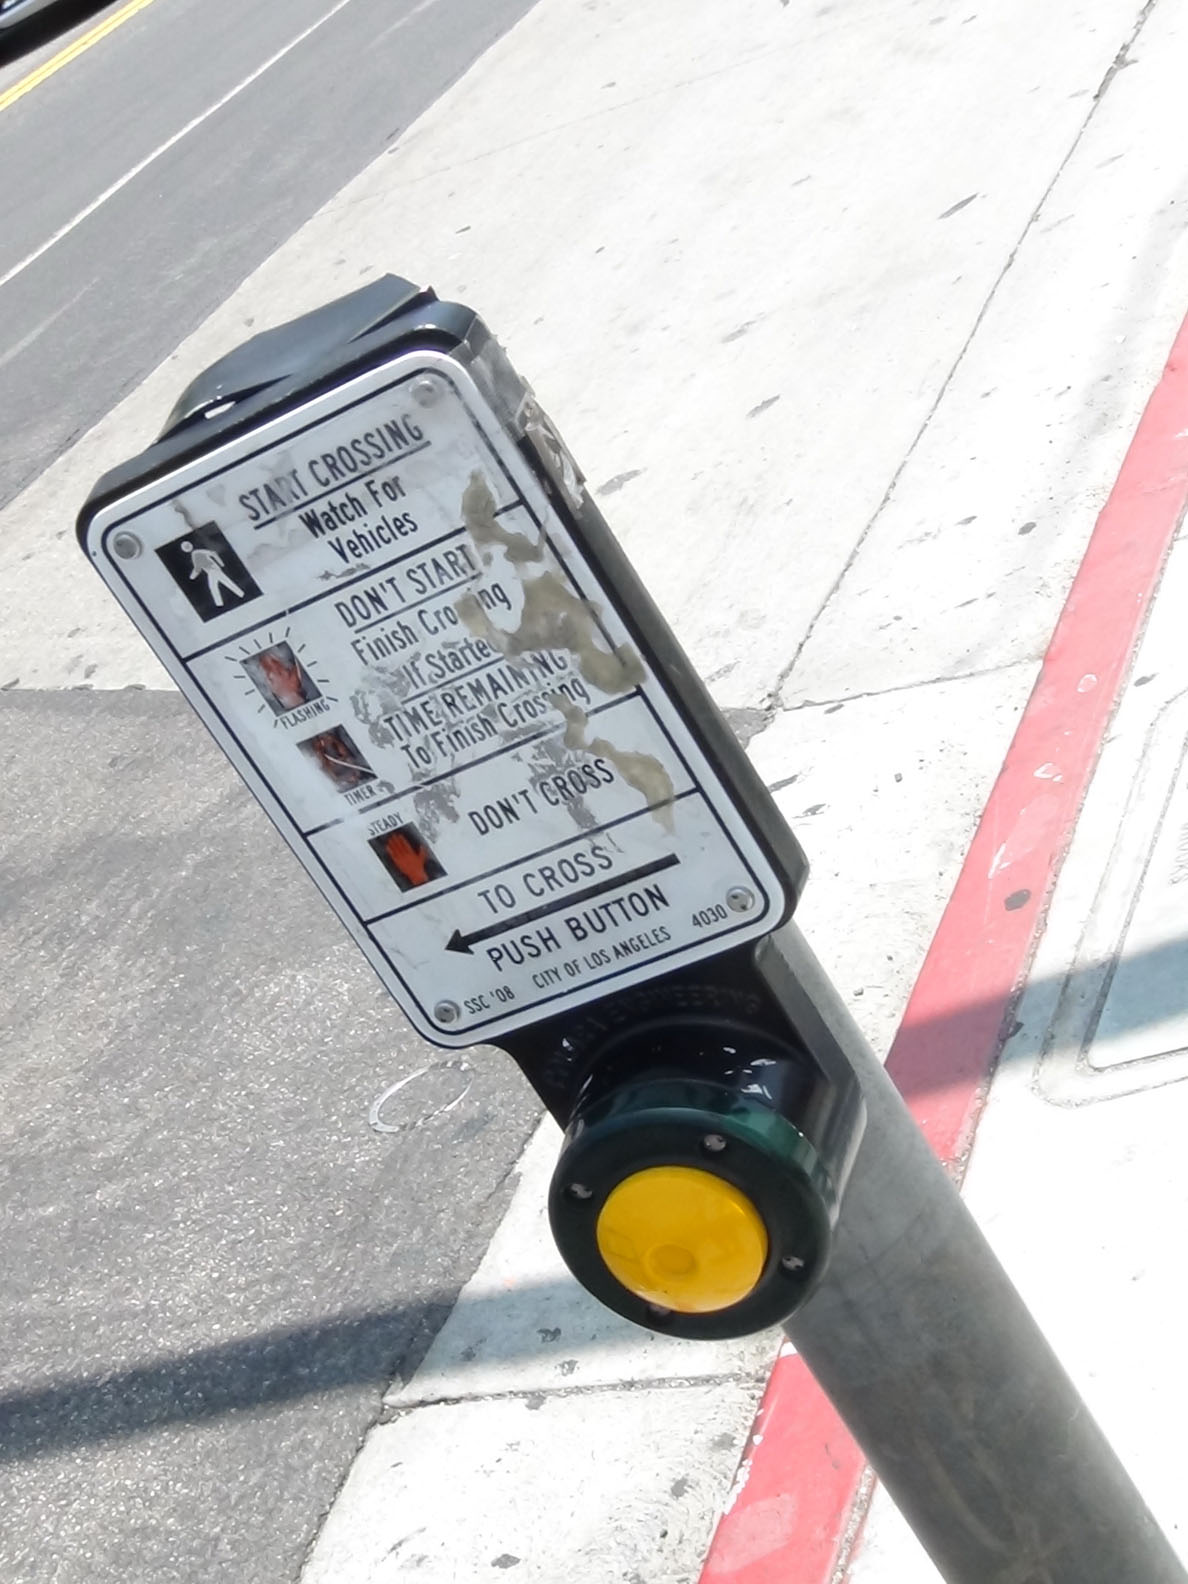 START CROSSING
Watch For
Vehicles
DON'T START
Finish Crossing
If Started
FLASHING
TIME REMAINING
To Finish Crossing
TIMER
STEADY
DON'T CROSS
TO CROSS
PUSH BUTTON
SSC '08 CITY OF LOS ANGELES 4030
ENGINEERING